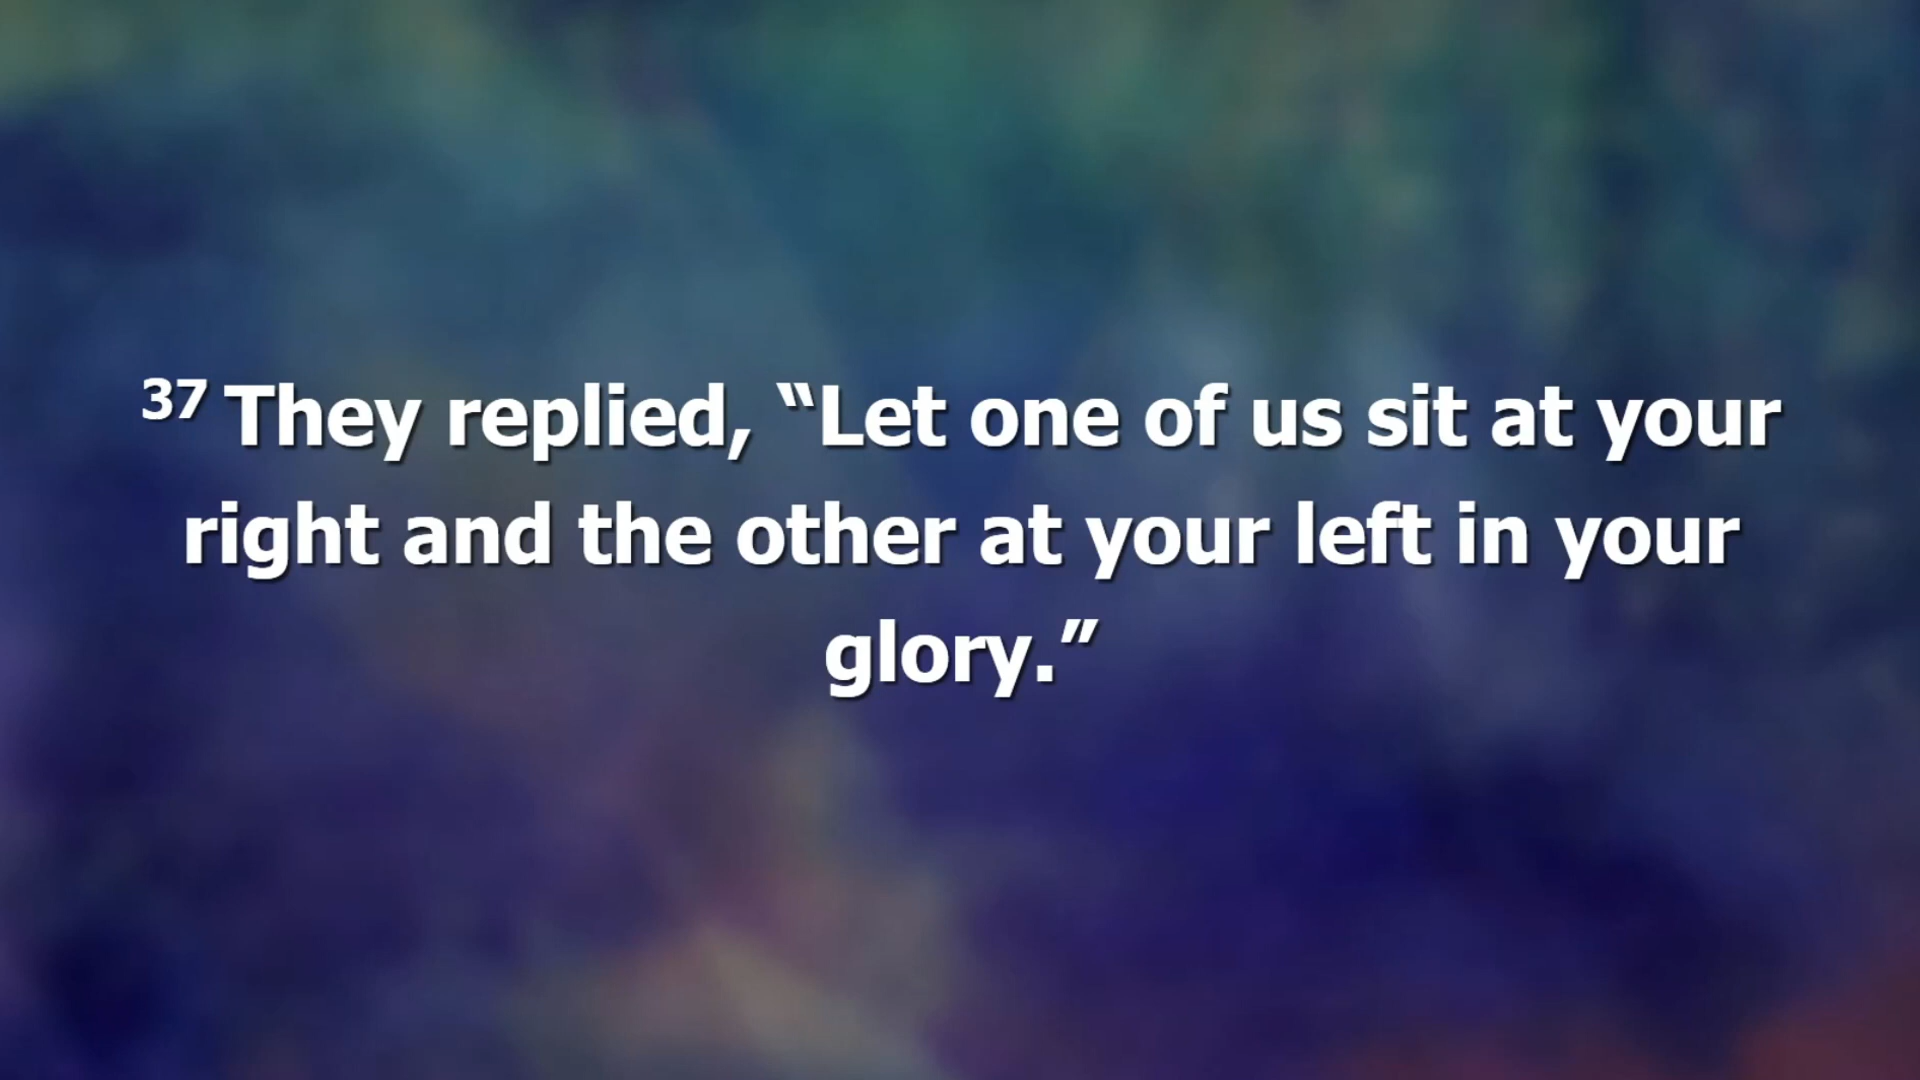 37 They replied, “Let one of us sit at your
right and the other at your left in your
glory.”